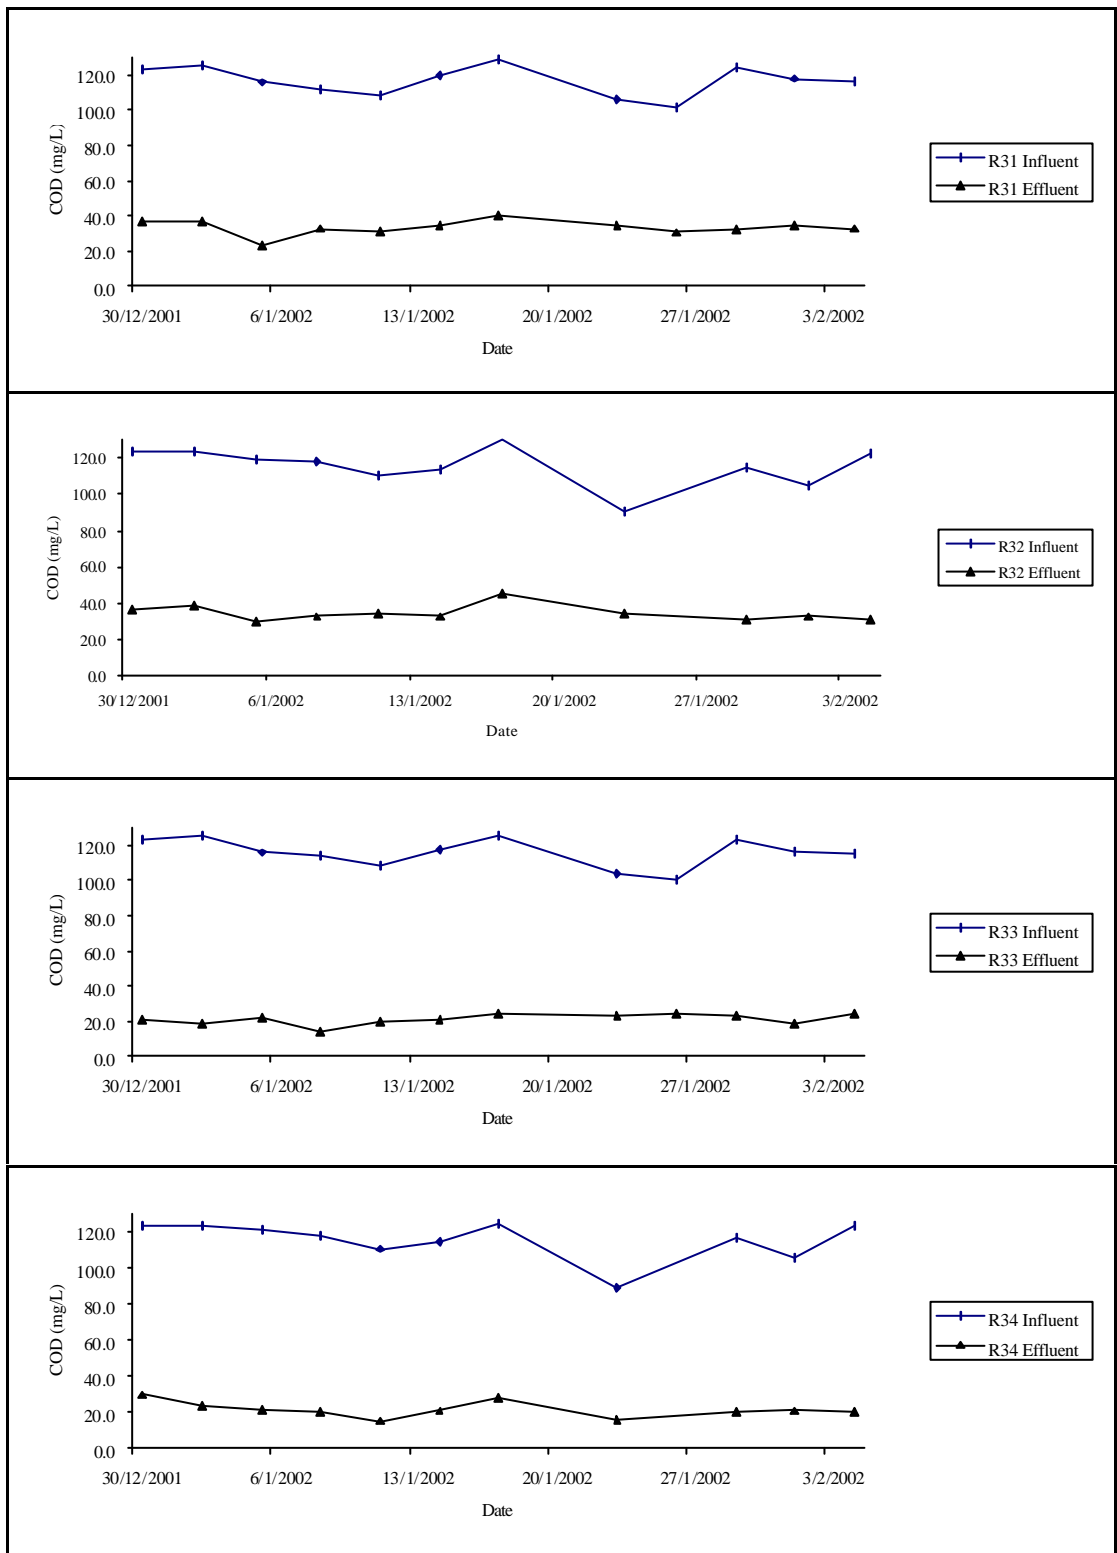 120.0
100.0
80.0
60.0
40.0
20.0
0.0
COD (mg/L)
30/12/2001 6/1/2002 13/1/2002 20/1/2002 27/1/2002 3/2/2002
Date
R31 Influent
R31 Effluent
120.0
100.0
80.0
60.0
40.0
20.0
0.0
COD (mg/L)
30/12/2001 6/1/2002 13/1/2002 20/1/2002 27/1/2002 3/2/2002
Date
R32 Influent
R32 Effluent
120.0
100.0
80.0
60.0
40.0
20.0
0.0
COD (mg/L)
30/12/2001 6/1/2002 13/1/2002 20/1/2002 27/1/2002 3/2/2002
Date
R33 Influent
R33 Effluent
120.0
100.0
80.0
60.0
40.0
20.0
0.0
COD (mg/L)
30/12/2001 6/1/2002 13/1/2002 20/1/2002 27/1/2002 3/2/2002
Date
R34 Influent
R34 Effluent